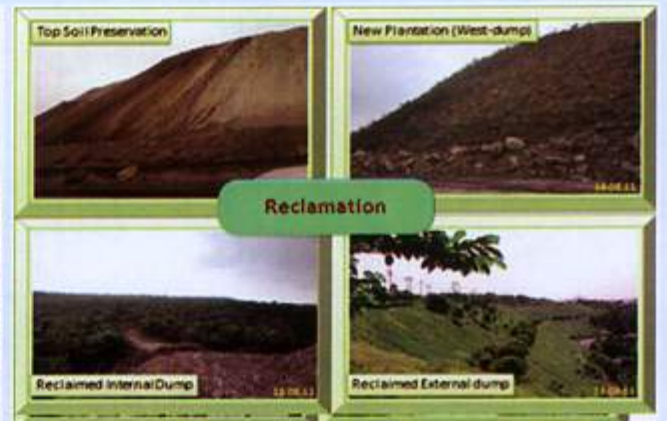 Top Soil Preservation
New Plantation (West-dump)
Reclamation
Reclaimed Internal Dump
Reclaimed External dump